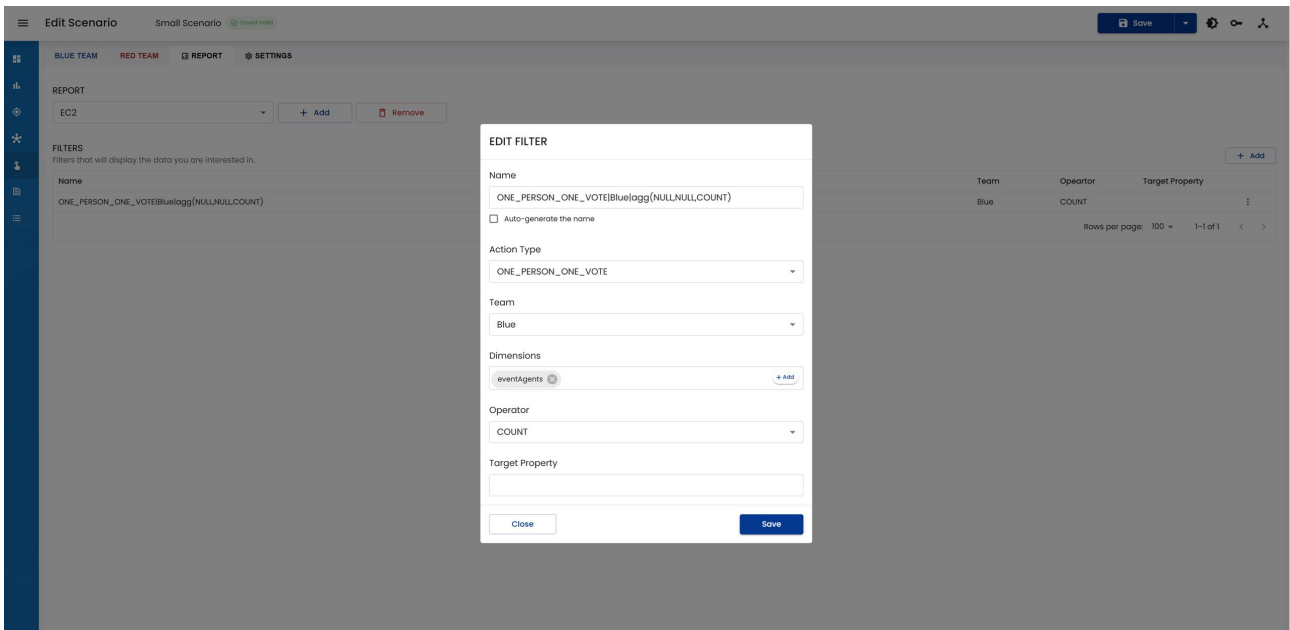 Edit Scenario
Small Scenario
Saved Valid
Save
BLUE TEAM
RED TEAM
REPORT
SETTINGS
REPORT
EC2
+ Add
Remove
FILTERS
Filters that will display the data you are interested in.
+ Add
Name
Team
Opeartor
Target Property
ONE_PERSON_ONE_VOTE|Blue|agg(NULL,NULL,COUNT)
Blue
COUNT
Rows per page: 100
1–1 of 1
EDIT FILTER
Name
ONE_PERSON_ONE_VOTE|Blue|agg(NULL,NULL,COUNT)
Auto-generate the name
Action Type
ONE_PERSON_ONE_VOTE
Team
Blue
Dimensions
eventAgents
+ Add
Operator
COUNT
Target Property
Close
Save